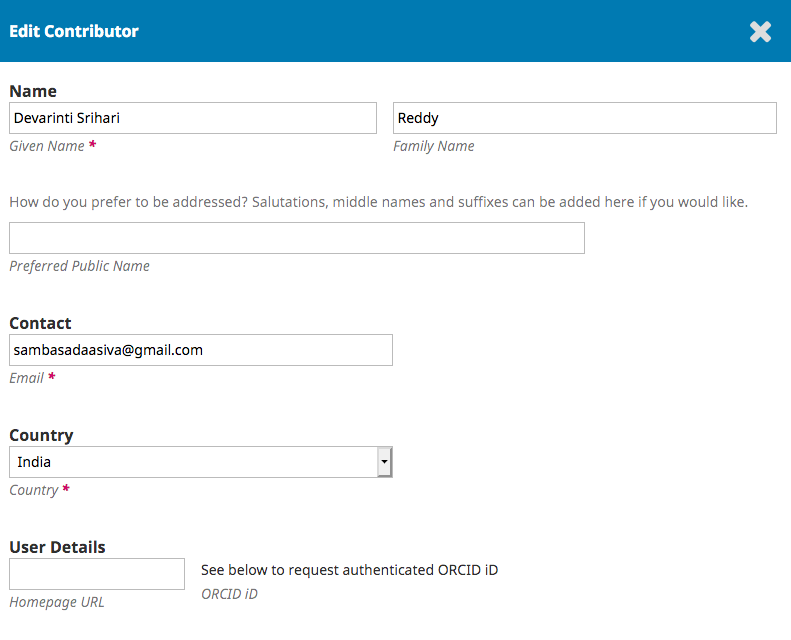 Edit Contributor
Name
Devarinti Srihari Reddy
Given Name * Family Name
How do you prefer to be addressed? Salutations, middle names and suffixes can be added here if you would like.
Preferred Public Name
Contact
sambasadaasiva@gmail.com
Email *
Country
India
Country *
User Details
See below to request authenticated ORCID iD
ORCID iD
Homepage URL